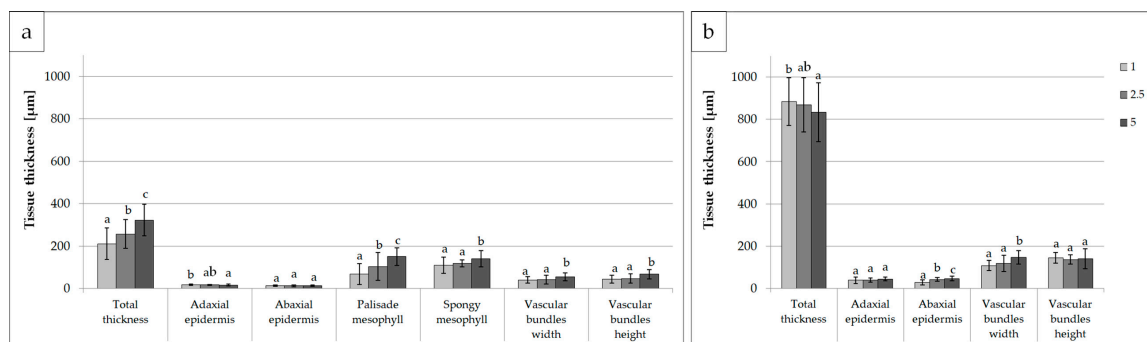 a
Tissue thickness [µm]
1000
800
600
400
200
0
a b c
b ab a
a a a
a b c
a a b
a a b
a a b
Total thickness
Adaxial epidermis
Abaxial epidermis
Palisade mesophyll
Spongy mesophyll
Vascular bundles width
Vascular bundles height
b
Tissue thickness [µm]
1000
800
600
400
200
0
b ab a
a a a
a b c
a a b
a a a
Total thickness
Adaxial epidermis
Abaxial epidermis
Vascular bundles width
Vascular bundles height
1
2.5
5